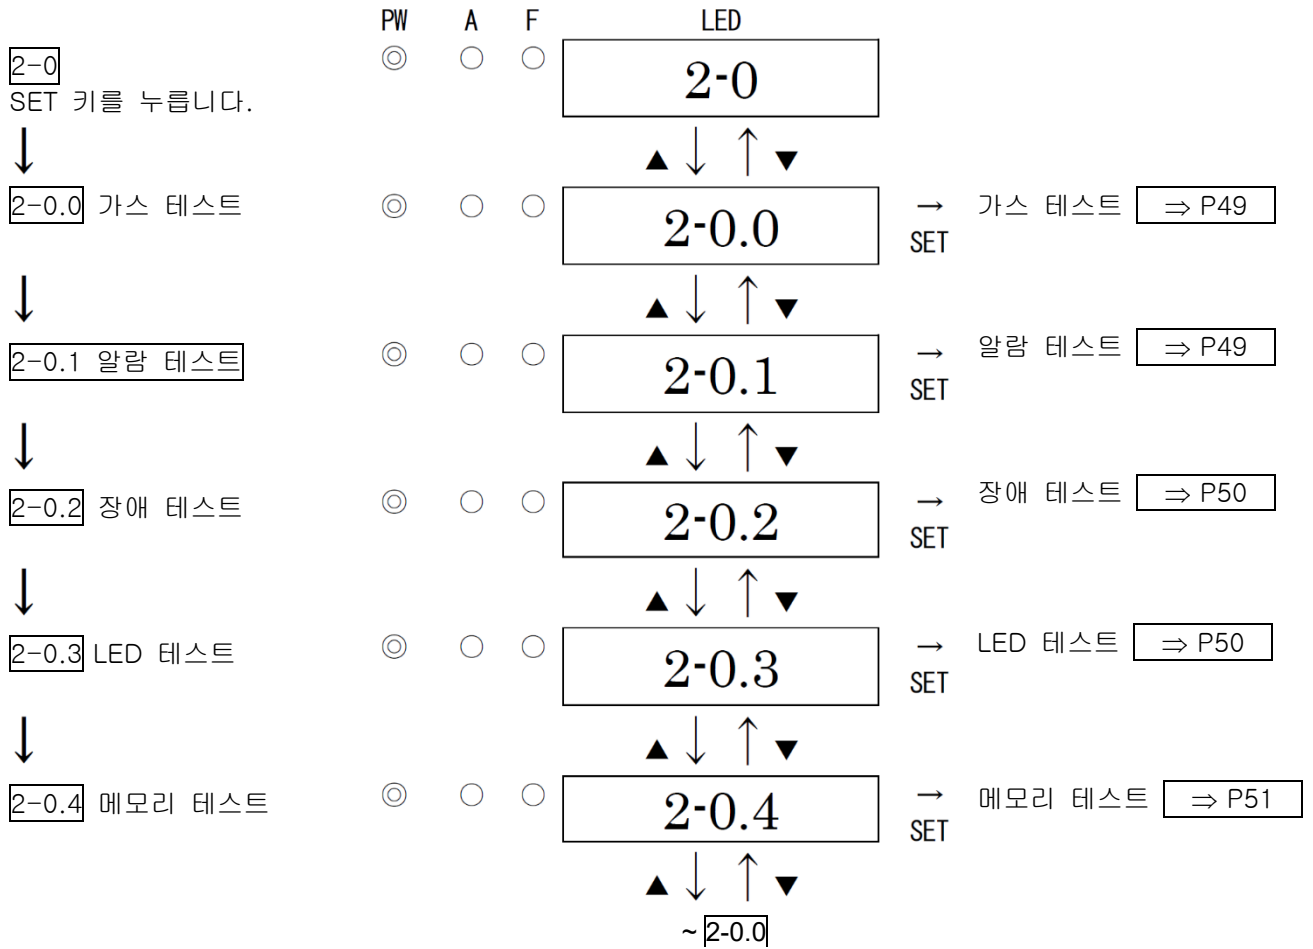 PW A F LED
2-0 ◎ ○ ○ 2-0
SET 키를 누릅니다.
↓ ▲ ↓ ↑ ▼
2-0.0 가스 테스트 ◎ ○ ○ 2-0.0 → 가스 테스트 ⇒ P49
SET
↓ ▲ ↓ ↑ ▼
2-0.1 알람 테스트 ◎ ○ ○ 2-0.1 → 알람 테스트 ⇒ P49
SET
↓ ▲ ↓ ↑ ▼
2-0.2 장애 테스트 ◎ ○ ○ 2-0.2 → 장애 테스트 ⇒ P50
SET
↓ ▲ ↓ ↑ ▼
2-0.3 LED 테스트 ◎ ○ ○ 2-0.3 → LED 테스트 ⇒ P50
SET
↓ ▲ ↓ ↑ ▼
2-0.4 메모리 테스트 ◎ ○ ○ 2-0.4 → 메모리 테스트 ⇒ P51
SET
▲ ↓ ↑ ▼
~ 2-0.0